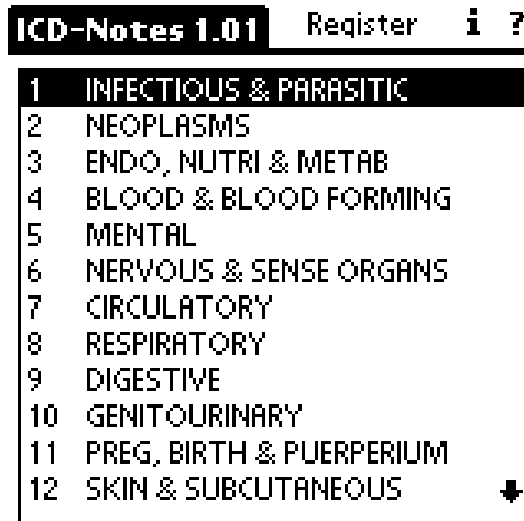 ICD-Notes 1.01 Register i ?
1 INFECTIOUS & PARASITIC
2 NEOPLASMS
3 ENDO, NUTRI & METAB
4 BLOOD & BLOOD FORMING
5 MENTAL
6 NERVOUS & SENSE ORGANS
7 CIRCULATORY
8 RESPIRATORY
9 DIGESTIVE
10 GENITOURINARY
11 PREG, BIRTH & PUERPERIUM
12 SKIN & SUBCUTANEOUS